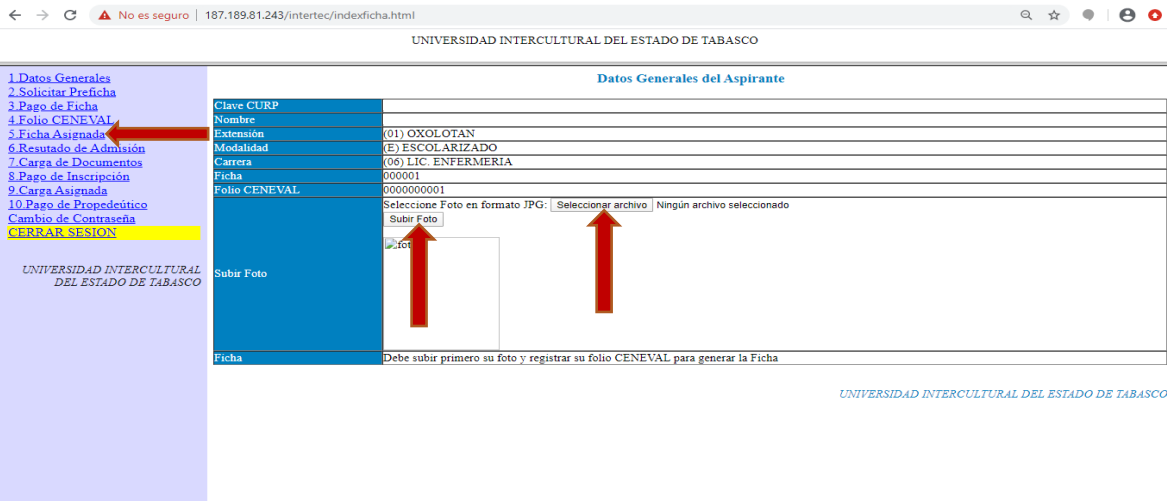 No es seguro | 187.189.81.243/intertec/indexficha.html
UNIVERSIDAD INTERCULTURAL DEL ESTADO DE TABASCO
1.Datos Generales
2.Solicitar Preficha
3.Pago de Ficha
4.Folio CENEVAL
5.Ficha Asignada
6.Resutado de Admisión
7.Carga de Documentos
8.Pago de Inscripción
9.Carga Asignada
10.Pago de Propedeútico
Cambio de Contraseña
CERRAR SESION
UNIVERSIDAD INTERCULTURAL
DEL ESTADO DE TABASCO
Datos Generales del Aspirante
Clave CURP
Nombre
Extensión (01) OXOLOTAN
Modalidad (E) ESCOLARIZADO
Carrera (06) LIC. ENFERMERIA
Ficha 000001
Folio CENEVAL 0000000001
Seleccione Foto en formato JPG: Seleccionar archivo Ningún archivo seleccionado
Subir Foto
fot
Subir Foto
Ficha Debe subir primero su foto y registrar su folio CENEVAL para generar la Ficha
UNIVERSIDAD INTERCULTURAL DEL ESTADO DE TABASCO